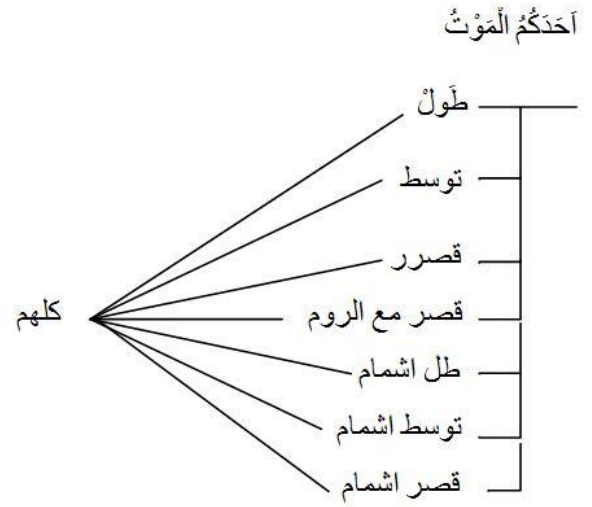 اَحَدَكُمُ الْمَوْتُ
طَولْ
توسط
قصرر
قصر مع الروم
كلهم
طل اشمام
توسط اشمام
قصر اشمام